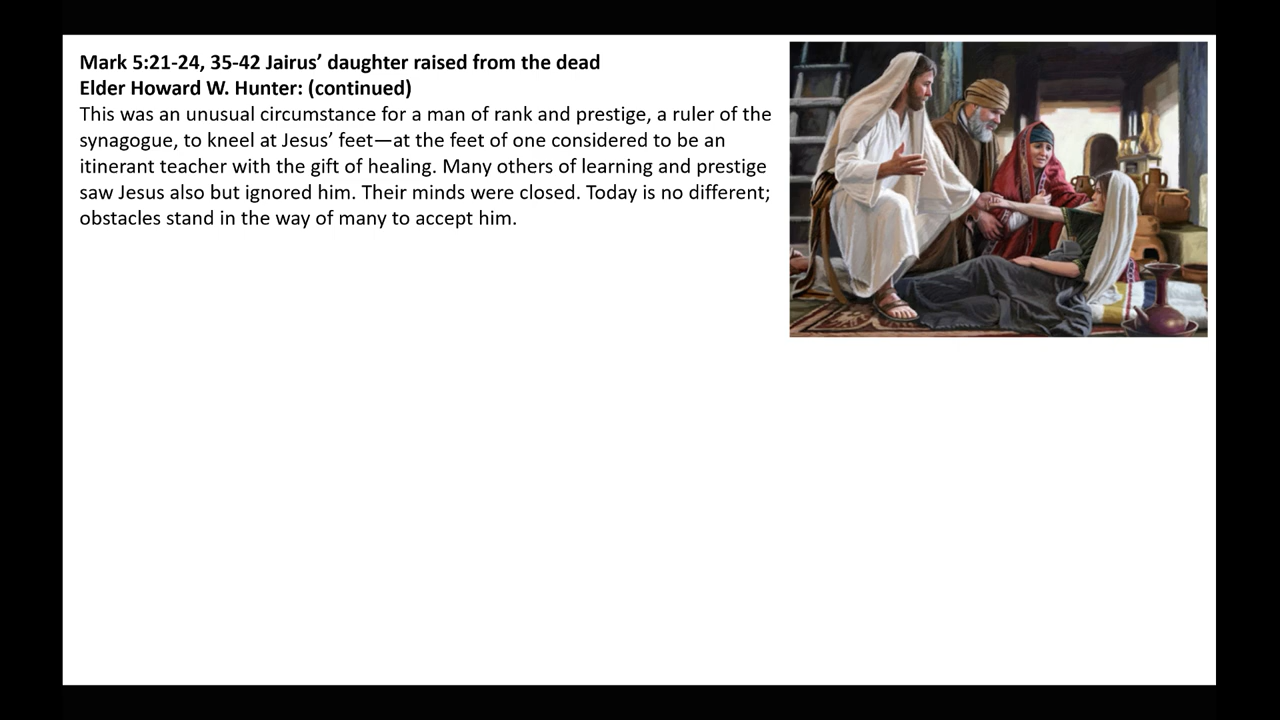 Mark 5:21-24, 35-42 Jairus’ daughter raised from the dead
Elder Howard W. Hunter: (continued)
This was an unusual circumstance for a man of rank and prestige, a ruler of the
synagogue, to kneel at Jesus’ feet—at the feet of one considered to be an
itinerant teacher with the gift of healing. Many others of learning and prestige
saw Jesus also but ignored him. Their minds were closed. Today is no different;
obstacles stand in the way of many to accept him.